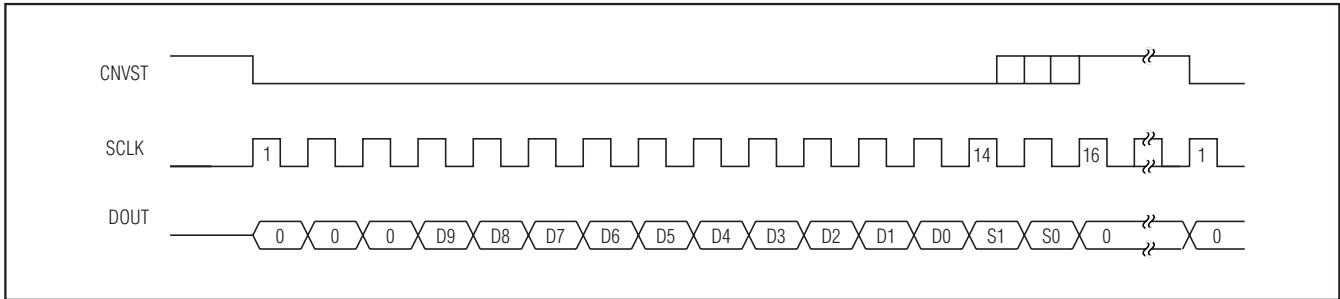 CNVST
SCLK 1 14 16 1
DOUT 0 0 0 D9 D8 D7 D6 D5 D4 D3 D2 D1 D0 S1 S0 0 0